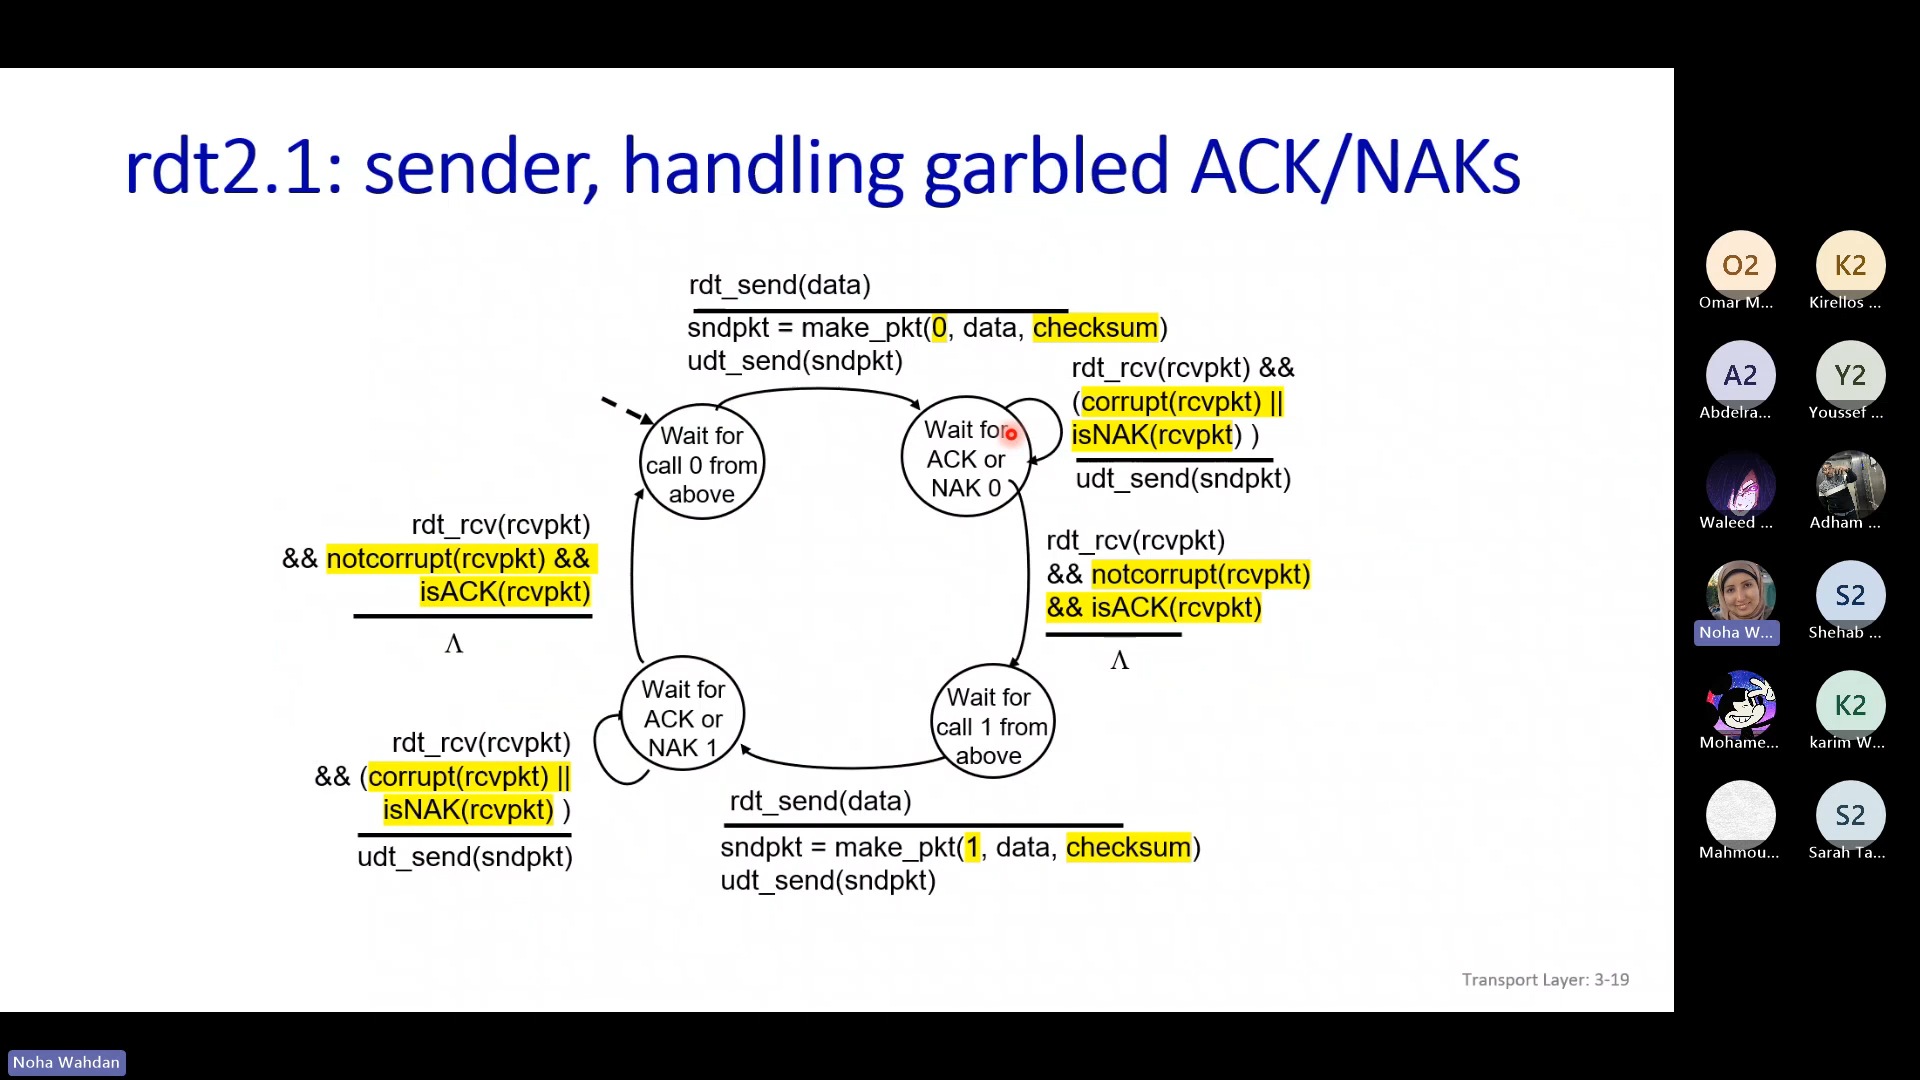 rdt2.1: sender, handling garbled ACK/NAKs
rdt_send(data)
sndpkt = make_pkt(0, data, checksum)
udt_send(sndpkt)
rdt_rcv(rcvpkt) &&
(corrupt(rcvpkt) ||
isNAK(rcvpkt) )
udt_send(sndpkt)
Wait for
call 0 from
above
Wait for
ACK or
NAK 0
rdt_rcv(rcvpkt)
&& notcorrupt(rcvpkt) &&
isACK(rcvpkt)
Λ
rdt_rcv(rcvpkt)
&& notcorrupt(rcvpkt)
&& isACK(rcvpkt)
Λ
Wait for
ACK or
NAK 1
Wait for
call 1 from
above
rdt_rcv(rcvpkt)
&& (corrupt(rcvpkt) ||
isNAK(rcvpkt) )
udt_send(sndpkt)
rdt_send(data)
sndpkt = make_pkt(1, data, checksum)
udt_send(sndpkt)
Transport Layer: 3-19
O2
K2
Omar M...
Kirellos ...
A2
Y2
Abdelra...
Youssef ...
Waleed ...
Adham ...
S2
Noha W...
Shehab ...
K2
Mohame...
karim W...
S2
Mahmou...
Sarah Ta...
Noha Wahdan